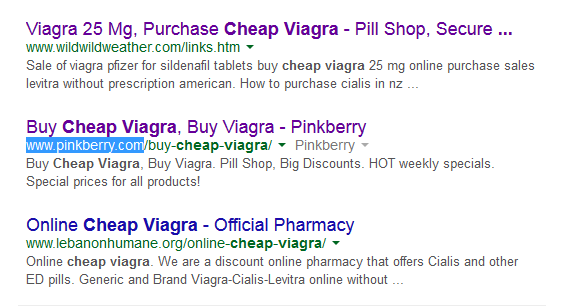 Viagra 25 Mg, Purchase Cheap Viagra - Pill Shop, Secure ...
www.wildwildweather.com/links.htm
Sale of viagra pfizer for sildenafil tablets buy cheap viagra 25 mg online purchase sales
levitra without prescription american. How to purchase cialis in nz ...
Buy Cheap Viagra, Buy Viagra - Pinkberry
www.pinkberry.com/buy-cheap-viagra/ Pinkberry
Buy Cheap Viagra, Buy Viagra. Pill Shop, Big Discounts. HOT weekly specials.
Special prices for all products!
Online Cheap Viagra - Official Pharmacy
www.lebanonhumane.org/online-cheap-viagra/
Online cheap viagra. We are a discount online pharmacy that offers Cialis and other
ED pills. Generic and Brand Viagra-Cialis-Levitra online without ...